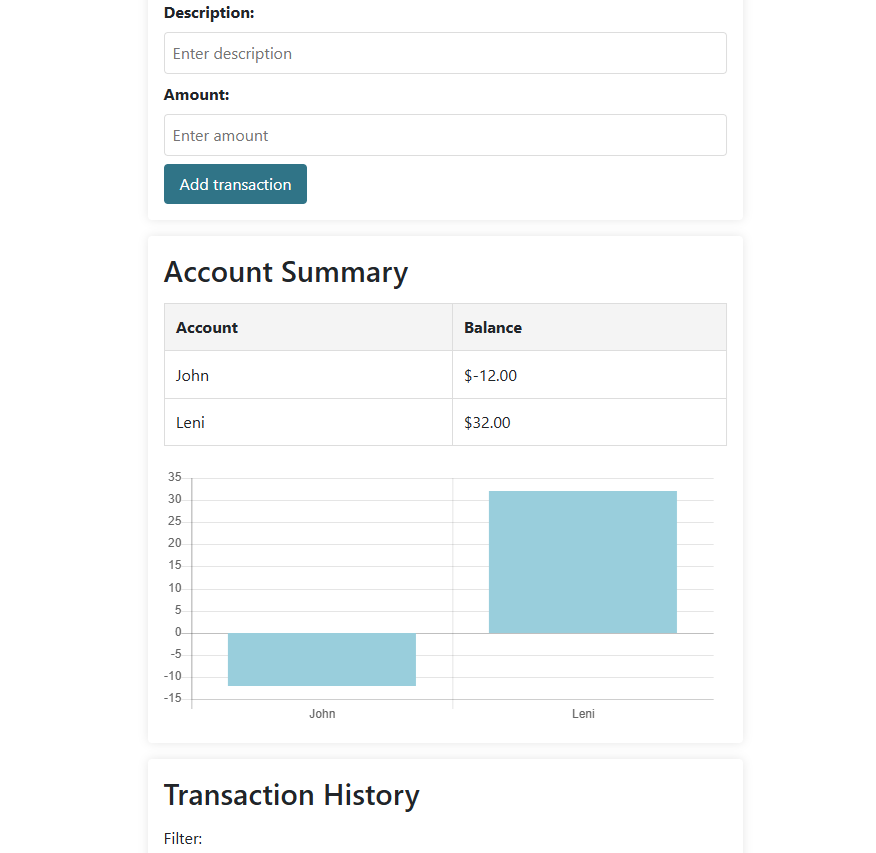 Description:
Enter description
Amount:
Enter amount
Add transaction
Account Summary
Account Balance
John $-12.00
Leni $32.00
35
30
25
20
15
10
5
0
-5
-10
-15
John Leni
Transaction History
Filter: